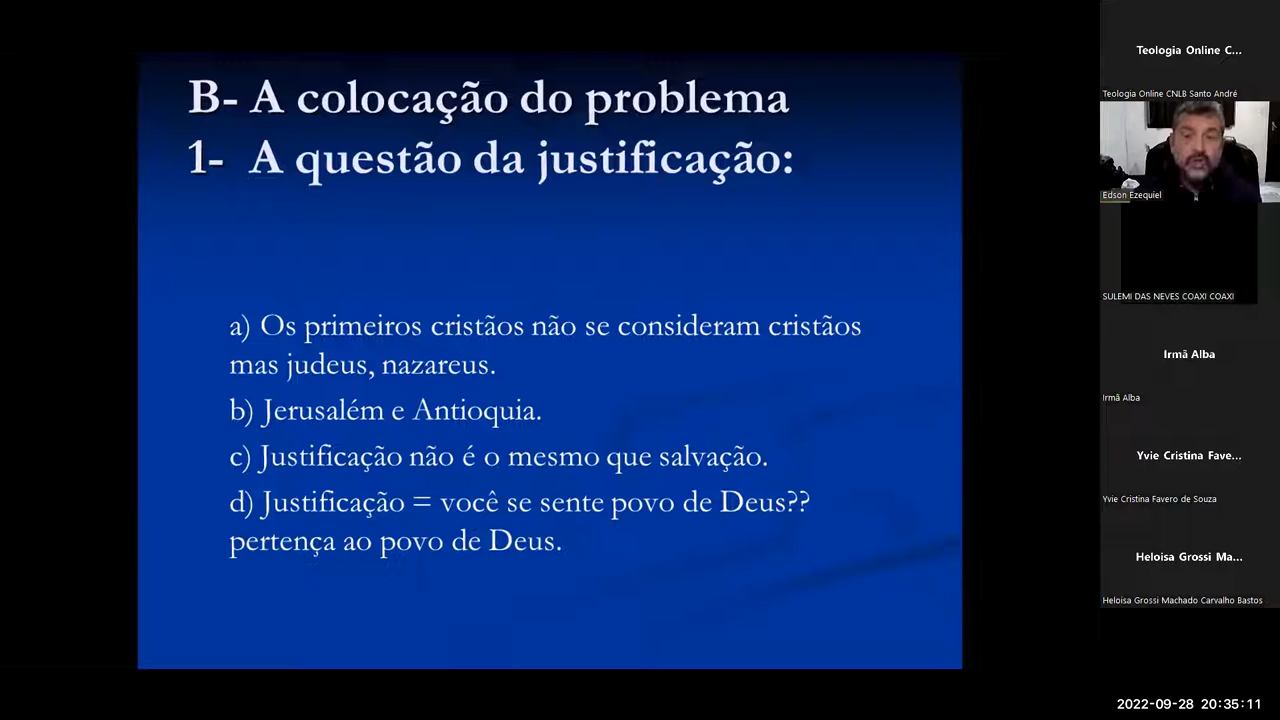 B- A colocação do problema
1- A questão da justificação:
a) Os primeiros cristãos não se consideram cristãos
mas judeus, nazareus.
b) Jerusalém e Antioquia.
c) Justificação não é o mesmo que salvação.
d) Justificação = você se sente povo de Deus??
pertença ao povo de Deus.
Teologia Online C...
Teologia Online CNLB Santo André
Edson Ezequiel
SULEMI DAS NEVES COAXI COAXI
Irmã Alba
Irmã Alba
Yvie Cristina Fave...
Yvie Cristina Favero de Souza
Heloisa Grossi Ma...
Heloisa Grossi Machado Carvalho Bastos
2022-09-28 20:35:11